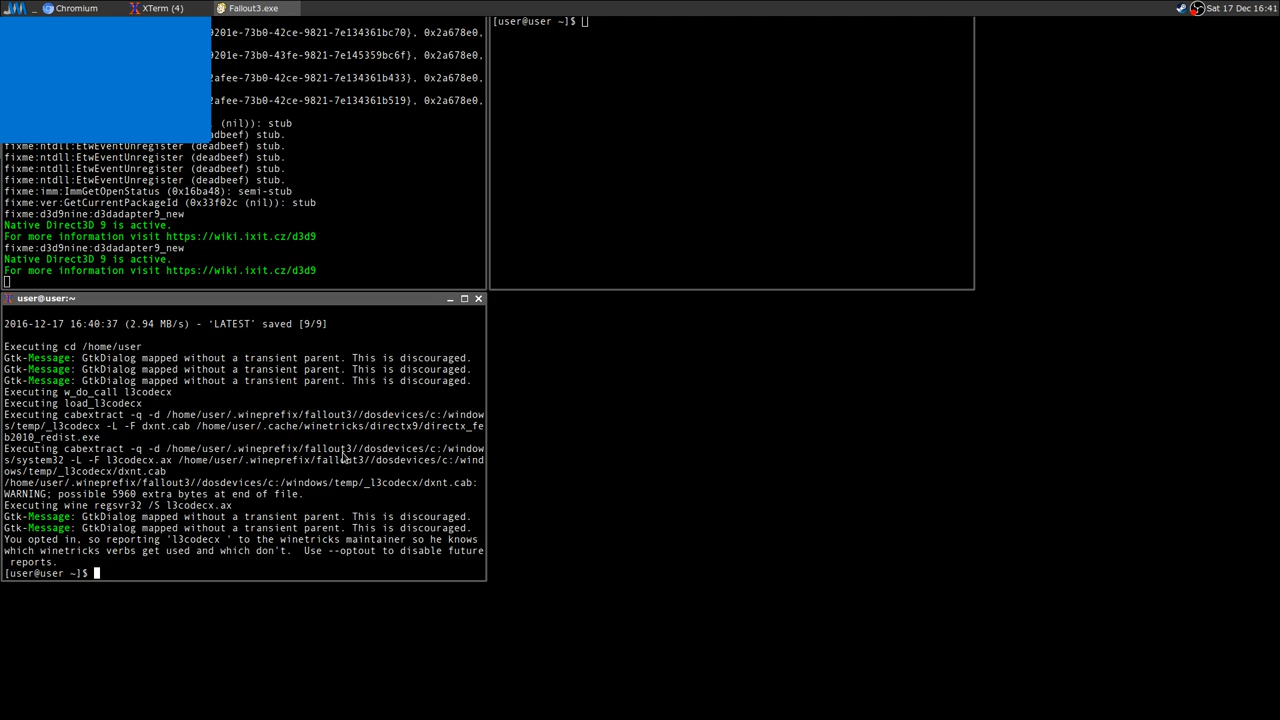 Chromium
XTerm (4)
Fallout3.exe
Sat 17 Dec 16:41
9201e-73b0-42ce-9821-7e134361bc70}, 0x2a678e0,
9201e-73b0-43fe-9821-7e145359bc6f}, 0x2a678e0,
2afee-73b0-42ce-9821-7e134361b433}, 0x2a678e0,
2afee-73b0-42ce-9821-7e134361b519}, 0x2a678e0,
(nil)): stub
deadbeef) stub.
fixme:ntdll:EtwEventUnregister (deadbeef) stub.
fixme:ntdll:EtwEventUnregister (deadbeef) stub.
fixme:ntdll:EtwEventUnregister (deadbeef) stub.
fixme:ntdll:EtwEventUnregister (deadbeef) stub.
fixme:imm:ImmGetOpenStatus (0x16ba48): semi-stub
fixme:ver:GetCurrentPackageId (0x33f02c (nil)): stub
fixme:d3d9nine:d3dadapter9_new
Native Direct3D 9 is active.
For more information visit https://wiki.ixit.cz/d3d9
fixme:d3d9nine:d3dadapter9_new
Native Direct3D 9 is active.
For more information visit https://wiki.ixit.cz/d3d9
[user@user ~]$
user@user:~
2016-12-17 16:40:37 (2.94 MB/s) - ‘LATEST’ saved [9/9]
Executing cd /home/user
Gtk-Message: GtkDialog mapped without a transient parent. This is discouraged.
Gtk-Message: GtkDialog mapped without a transient parent. This is discouraged.
Gtk-Message: GtkDialog mapped without a transient parent. This is discouraged.
Executing w_do_call l3codecx
Executing load_l3codecx
Executing cabextract -q -d /home/user/.wineprefix/fallout3//dosdevices/c:/window
s/temp/_l3codecx -L -F dxnt.cab /home/user/.cache/winetricks/directx9/directx_fe
b2010_redist.exe
Executing cabextract -q -d /home/user/.wineprefix/fallout3//dosdevices/c:/window
s/system32 -L -F l3codecx.ax /home/user/.wineprefix/fallout3//dosdevices/c:/wind
ows/temp/_l3codecx/dxnt.cab
/home/user/.wineprefix/fallout3//dosdevices/c:/windows/temp/_l3codecx/dxnt.cab:
WARNING; possible 5960 extra bytes at end of file.
Executing wine regsvr32 /S l3codecx.ax
Gtk-Message: GtkDialog mapped without a transient parent. This is discouraged.
Gtk-Message: GtkDialog mapped without a transient parent. This is discouraged.
You opted in, so reporting 'l3codecx ' to the winetricks maintainer so he knows
which winetricks verbs get used and which don't.  Use --optout to disable future
 reports.
[user@user ~]$